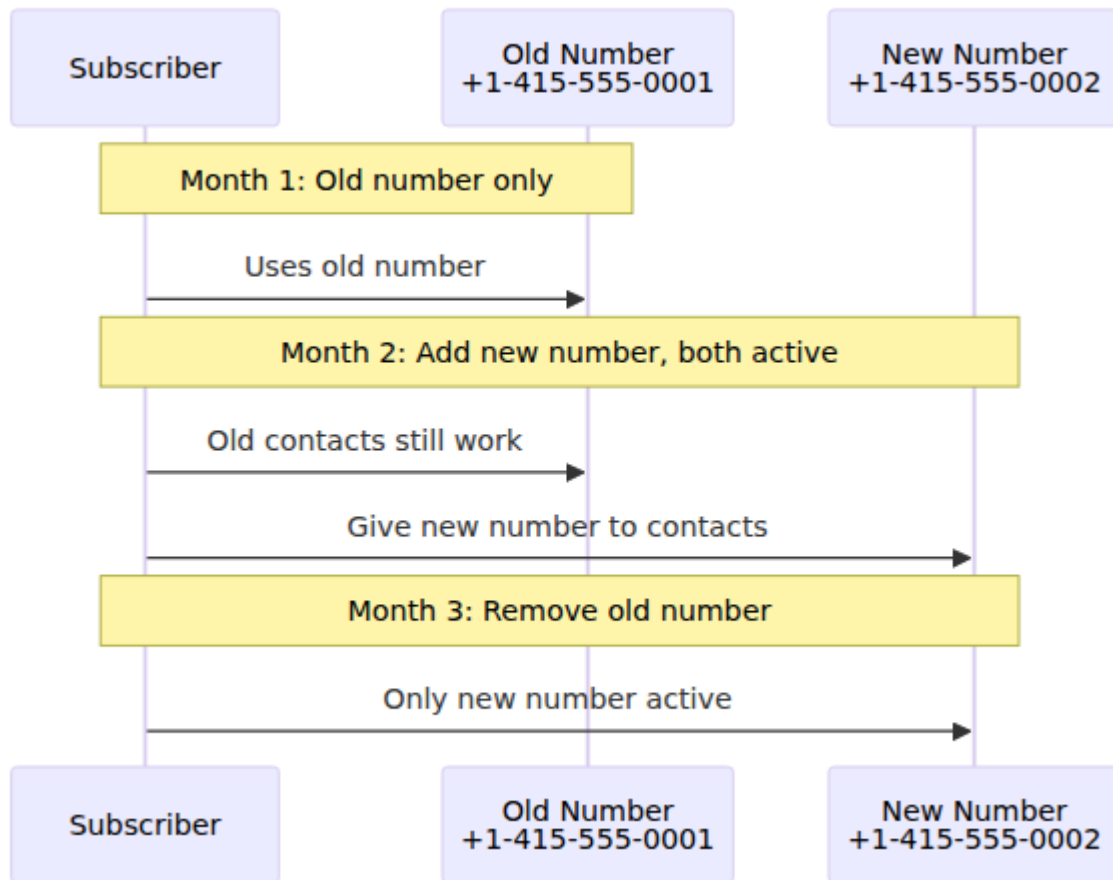 Subscriber
Old Number
+1-415-555-0001
New Number
+1-415-555-0002
Month 1: Old number only
Uses old number
Month 2: Add new number, both active
Old contacts still work
Give new number to contacts
Month 3: Remove old number
Only new number active
Subscriber
Old Number
+1-415-555-0001
New Number
+1-415-555-0002